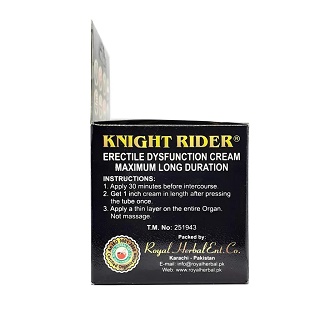 KNIGHT RIDER®
ERECTILE DYSFUNCTION CREAM
MAXIMUM LONG DURATION
INSTRUCTIONS:
1. Apply 30 minutes before intercourse.
2. Get 1 inch cream in length after pressing
the tube once.
3. Apply a thin layer on the entire Organ.
Not massage.
T.M. No: 251943
Packed by:
Royal Herbal Ent. Co.
Karachi - Pakistan
E-mail: info@royalherbal.pk
Web: www.royalherbal.pk